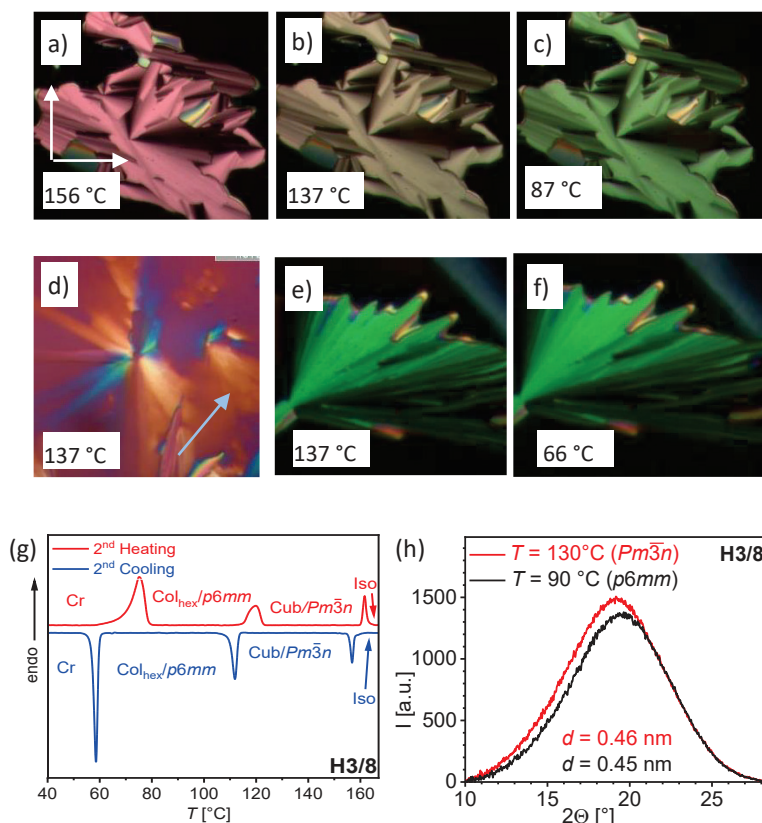 a)
156 °C
b)
137 °C
c)
87 °C
d)
137 °C
e)
137 °C
f)
66 °C
(g)
2nd Heating
2nd Cooling
endo
Cr
Colhex/p6mm
Cub/Pm3̅n
Iso
Cr
Colhex/p6mm
Cub/Pm3̅n
Iso
H3/8
40 60 80 100 120 140 160
T [°C]
(h)
T = 130°C (Pm3̅n)
H3/8
T = 90 °C (p6mm)
I [a.u.]
1500
1000
500
0
d = 0.46 nm
d = 0.45 nm
10 15 20 25
2Θ [°]